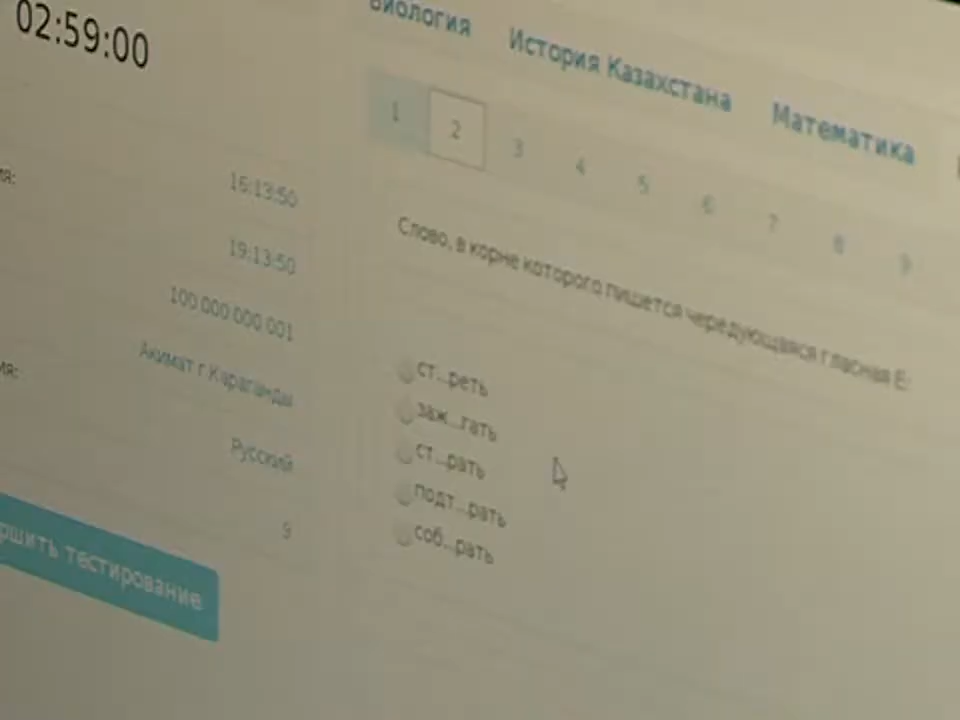 02:59:00
Биология
История Казахстана
Математика
1 2 3 4 5 6 7 8 9
16:13:50
19:13:50
100 000 000 001
Акимат г Караганды
Русский
9
тестирование
Слово, в корне которого пишется чередующаяся гласная Е:
ст...реть
заж...гать
ст...рать
подт...рать
соб...рать